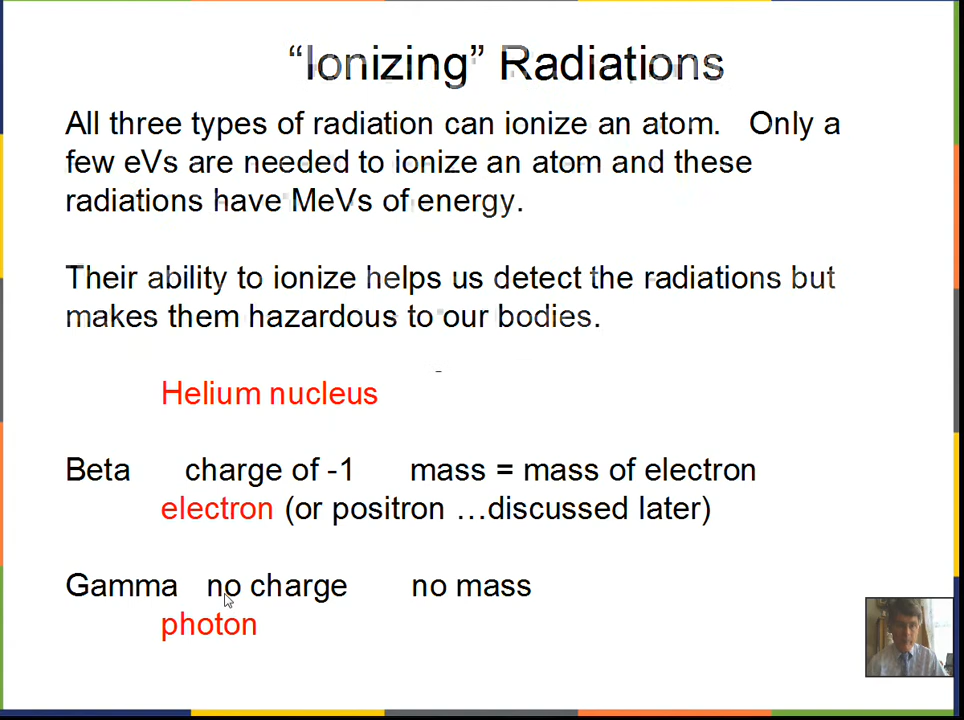 “Ionizing” Radiations
All three types of radiation can ionize an atom. Only a
few eVs are needed to ionize an atom and these
radiations have MeVs of energy.
Their ability to ionize helps us detect the radiations but
makes them hazardous to our bodies.
Helium nucleus
Beta charge of -1 mass = mass of electron
electron (or positron …discussed later)
Gamma no charge no mass
photon